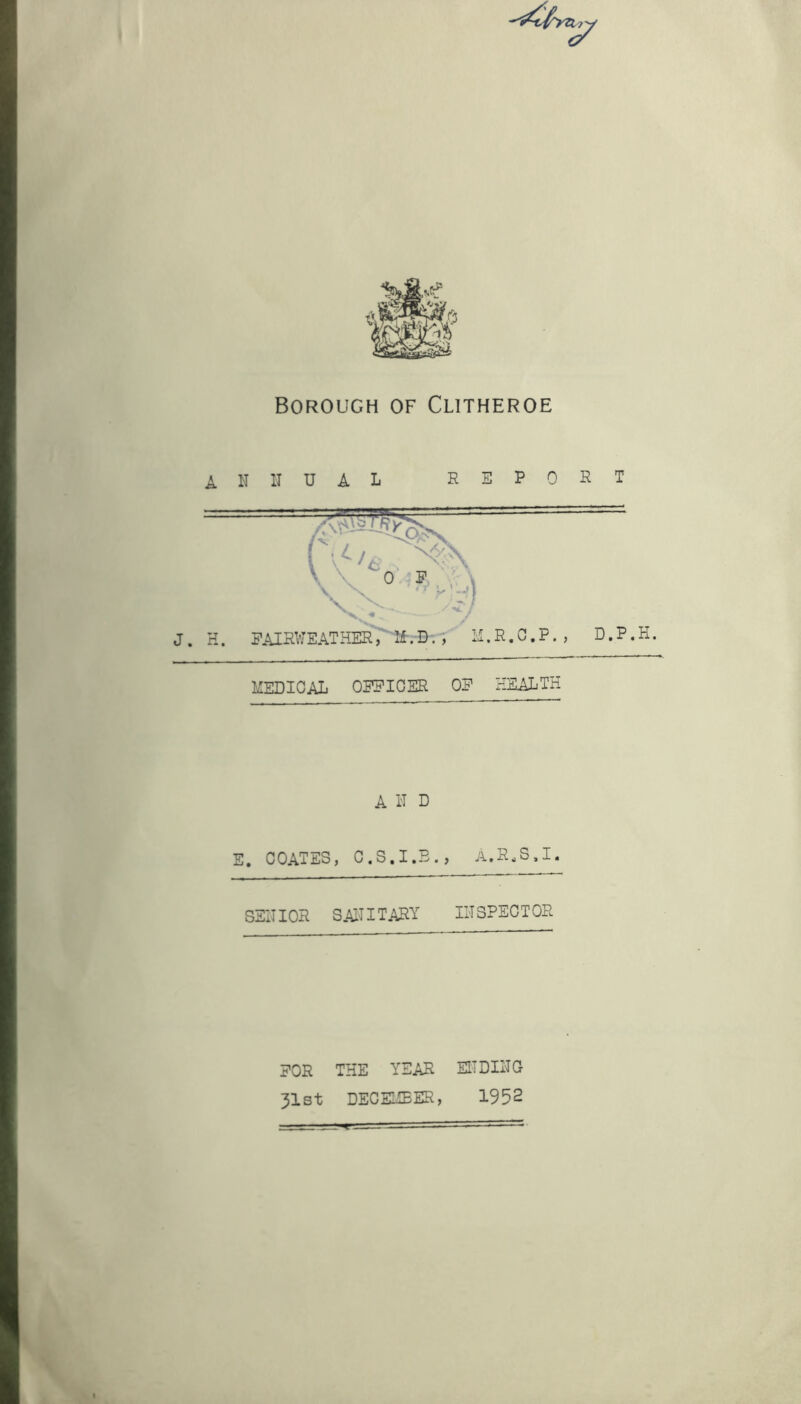 Library
BOROUGH OF CLITHEROE
ANNUAL REPORT
OF
J. H. FAIRWEATHER, M.D., M.R.C.P., D.P.H.
MEDICAL OFFICER OF HEALTH
AND
E. COATES, C.S.I.B., A.R.S.I.
SENIOR SANITARY INSPECTOR
FOR THE YEAR ENDING
31st DECEMBER, 1952